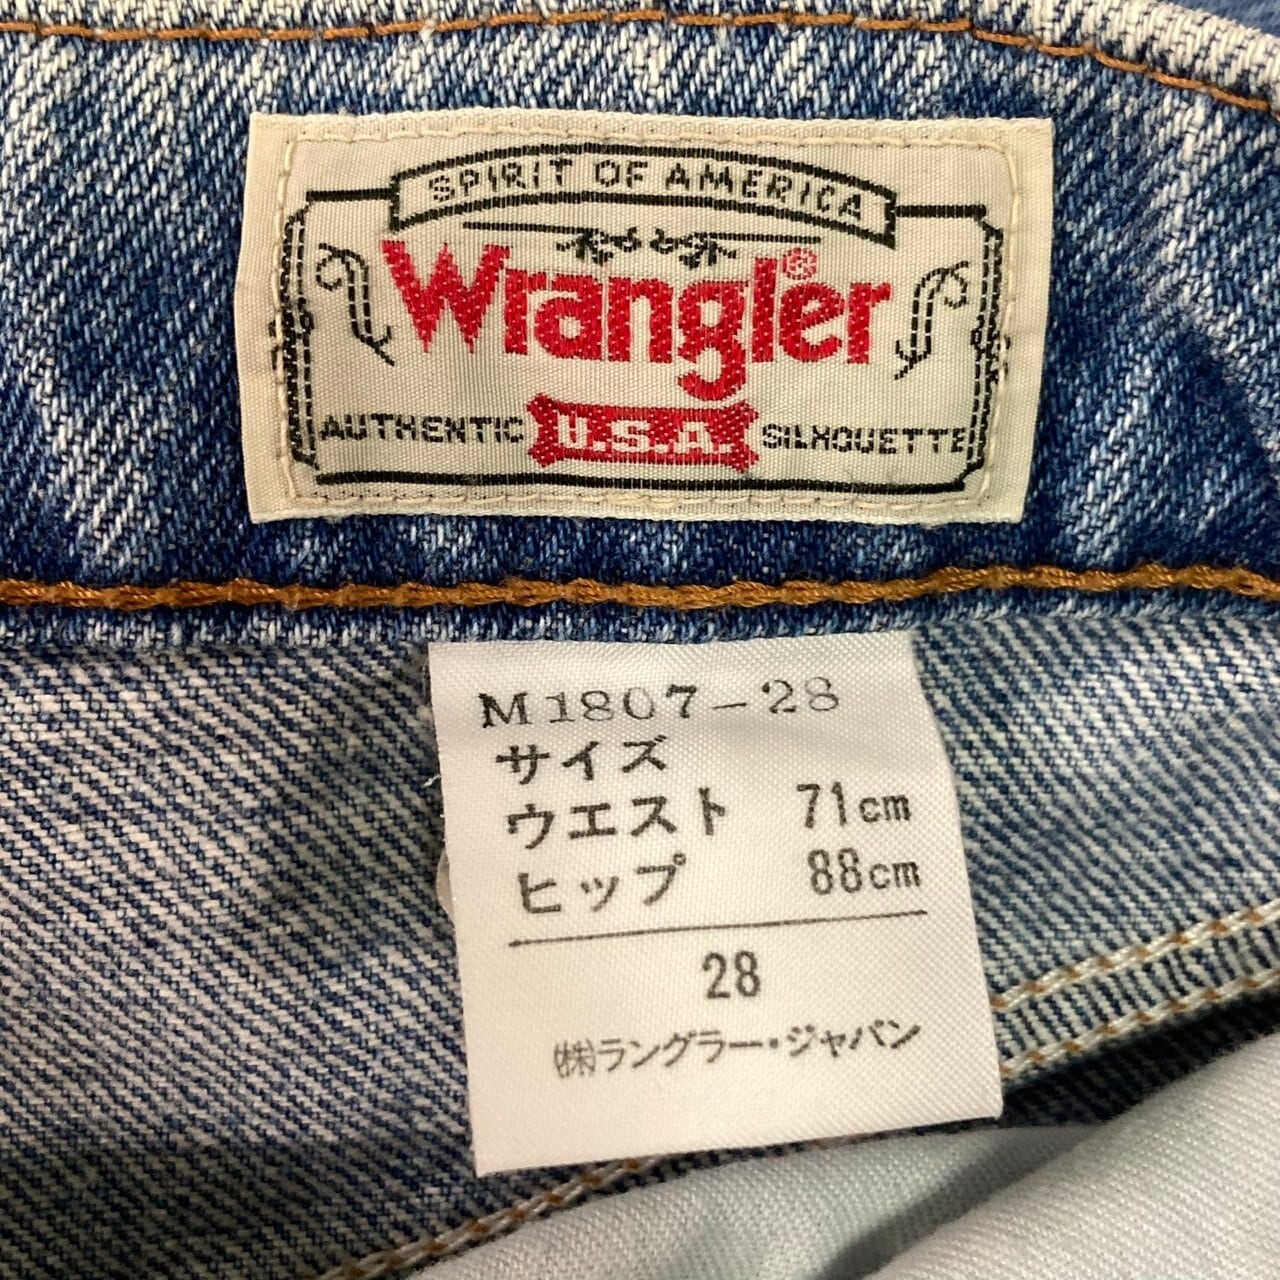 SPIRIT OF AMERICA
Wrangler®
AUTHENTIC U.S.A. SILHOUETTE
M1807-28
サイズ
ウエスト 71cm
ヒップ 88cm
28
(株)ラングラー・ジャパン